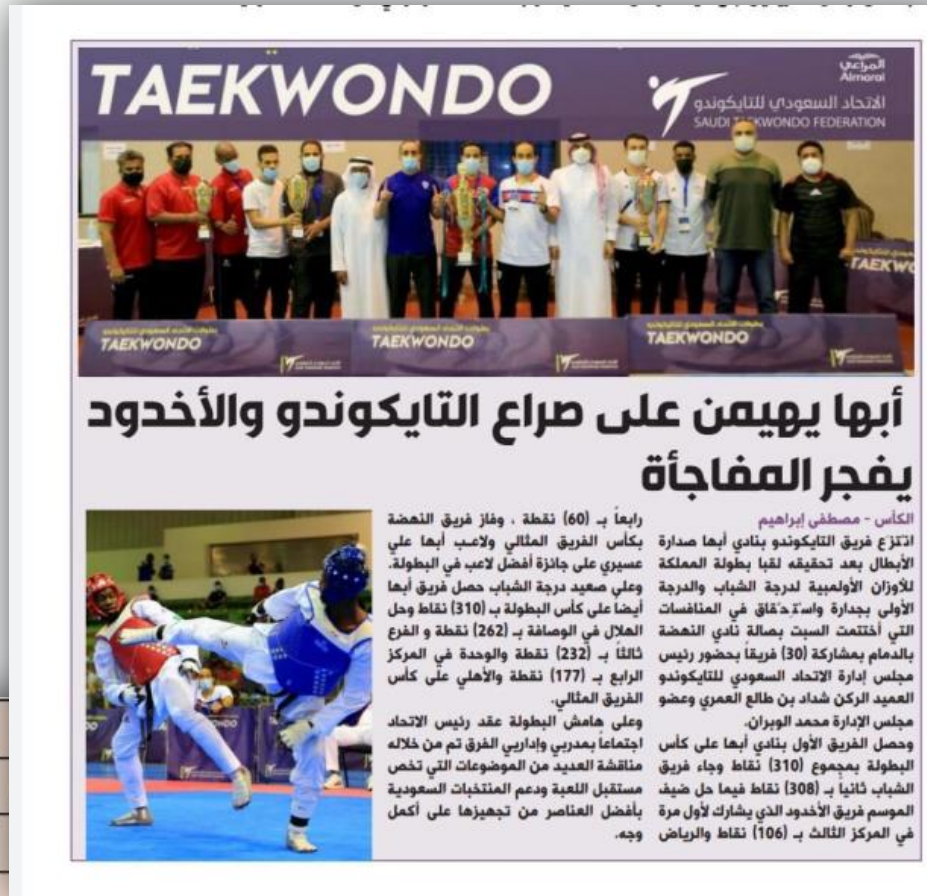 TAEKWONDO
المراعي
Almarai
الاتحاد السعودي للتايكوندو
SAUDI TAEKWONDO FEDERATION
TAEKWO
بطولات الاتحاد السعودي للتايكوندو
TAEKWONDO
TAEKWONDO
TAEKWONDO
أبها يهيمن على صراع التايكوندو والأخدود
يفجر المفاجأة
الكأس - مصطفى إبراهيم
انتزع فريق التايكوندو بنادي أبها صدارة
الأبطال بعد تحقيقه لقبا بطولة المملكة
للأوزان الأولمبية لدرجة الشباب والدرجة
الأولى بجدارة واستحقاق في المنافسات
التي أختتمت السبت بصالة نادي النهضة
بالدمام بمشاركة (30) فريقاً بحضور رئيس
مجلس إدارة الاتحاد السعودي للتايكوندو
العميد الركن شداد بن طالع العمري وعضو
مجلس الإدارة محمد الوبران.
وحصل الفريق الأول بنادي أبها على كأس
البطولة بمجموع (310) نقاط وجاء فريق
الشباب ثانياً بـ (308) نقاط فيما حل ضيف
الموسم فريق الأخدود الذي يشارك لأول مرة
في المركز الثالث بـ (106) نقاط والرياض
رابعاً بـ (60) نقطة ، وفاز فريق النهضة
بكأس الفريق المثالي ولاعب أبها علي
عسيري على جائزة أفضل لاعب في البطولة.
وعلى صعيد درجة الشباب حصل فريق أبها
أيضا على كأس البطولة بـ (310) نقاط وحل
الهلال في الوصافة بـ (262) نقطة و الفرع
ثالثًا بـ (232) نقطة والوحدة في المركز
الرابع بـ (177) نقطة والأهلي على كأس
الفريق المثالي.
وعلى هامش البطولة عقد رئيس الاتحاد
اجتماعاً بمدربي وإداريي الفرق تم من خلاله
مناقشة العديد من الموضوعات التي تخص
مستقبل اللعبة ودعم المنتخبات السعودية
بأفضل العناصر من تجهيزها على أكمل
وجه.